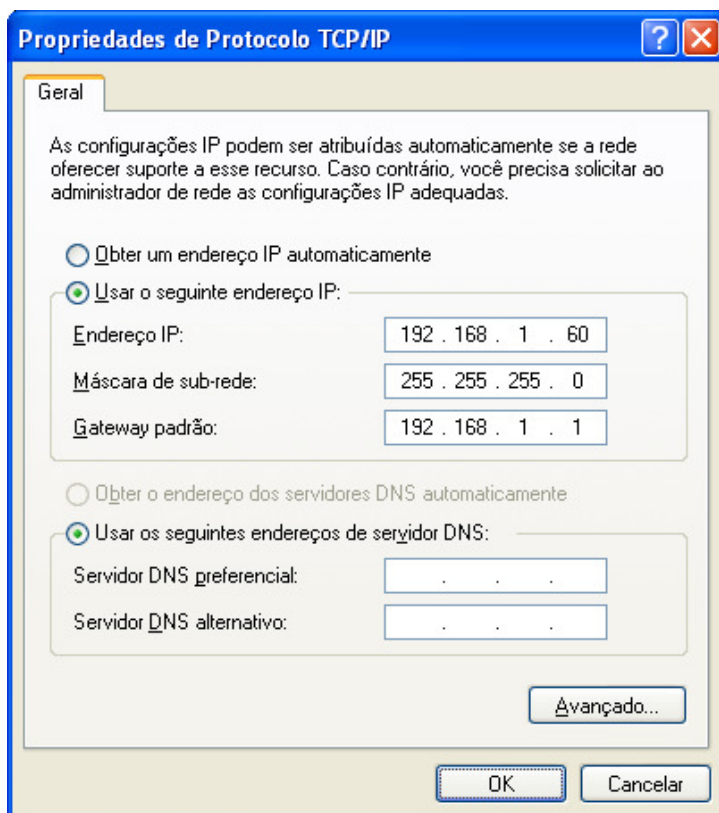 Propriedades de Protocolo TCP/IP
Geral
As configurações IP podem ser atribuídas automaticamente se a rede
oferecer suporte a esse recurso. Caso contrário, você precisa solicitar ao
administrador de rede as configurações IP adequadas.
Obter um endereço IP automaticamente
Usar o seguinte endereço IP:
Endereço IP: 192 . 168 . 1 . 60
Máscara de sub-rede: 255 . 255 . 255 . 0
Gateway padrão: 192 . 168 . 1 . 1
Obter o endereço dos servidores DNS automaticamente
Usar os seguintes endereços de servidor DNS:
Servidor DNS preferencial: . . .
Servidor DNS alternativo: . . .
Avançado...
OK Cancelar